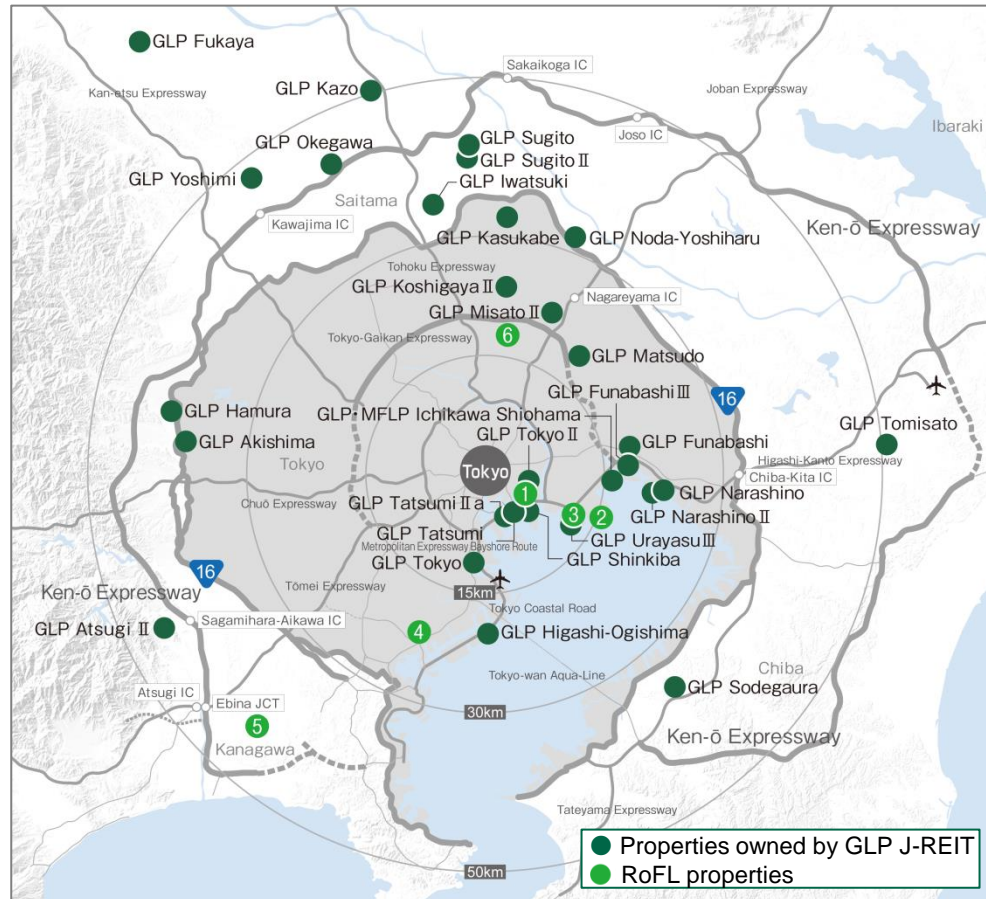 GLP Fukaya
Sakaikoga IC
Kan-etsu Expressway
GLP Kazo
Joban Expressway
Joso IC
Ibaraki
GLP Okegawa
GLP Sugito
GLP Sugito Ⅱ
GLP Yoshimi
GLP Iwatsuki
Saitama
Kawajima IC
GLP Kasukabe
GLP Noda-Yoshiharu
Ken-ō Expressway
Tohoku Expressway
GLP Koshigaya Ⅱ
Nagareyama IC
GLP Misato Ⅱ
Tokyo-Gaikan Expressway
6
GLP Matsudo
GLP Funabashi Ⅲ
16
GLP Hamura
GLP・MFLP Ichikawa Shiohama
GLP Tokyo Ⅱ
GLP Funabashi
GLP Tomisato
GLP Akishima
Tokyo
Tokyo
Higashi-Kanto Expressway
Chiba-Kita IC
Chuō Expressway
GLP Tatsumi Ⅱa
1
3
2
GLP Narashino
GLP Narashino Ⅱ
GLP Tatsumi
GLP Urayasu Ⅲ
Metropolitan Expressway Bayshore Route
GLP Shinkiba
GLP Tokyo
16
Tōmei Expressway
15km
Ken-ō Expressway
Tokyo Coastal Road
Sagamihara-Aikawa IC
GLP Atsugi Ⅱ
4
GLP Higashi-Ogishima
Tokyo-wan Aqua-Line
Chiba
GLP Sodegaura
Atsugi IC
Ebina JCT
30km
5
Kanagawa
Ken-ō Expressway
Tateyama Expressway
50km
Properties owned by GLP J-REIT
RoFL properties